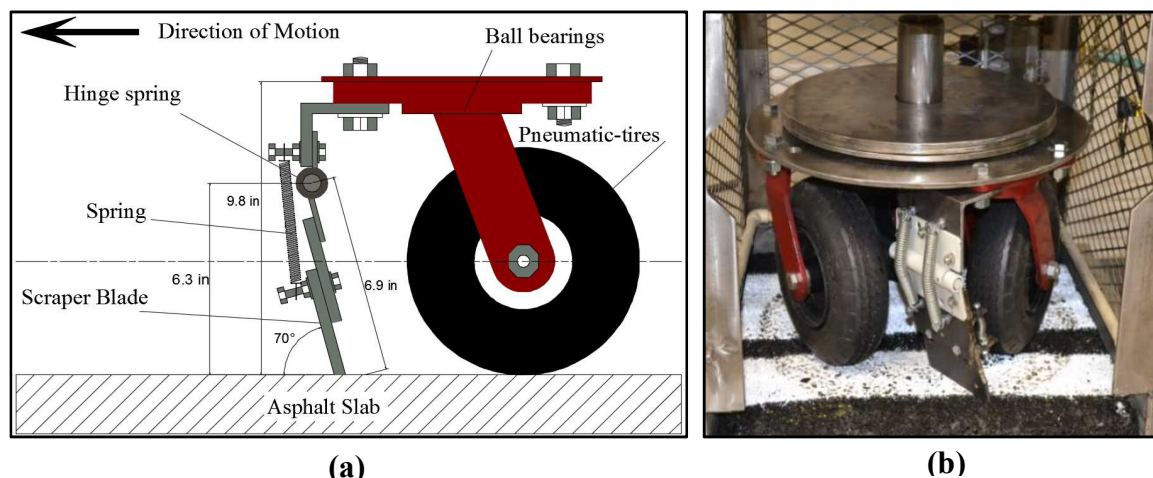 Direction of Motion
Ball bearings
Hinge spring
Pneumatic-tires
9.8 in
Spring
6.3 in
6.9 in
Scraper Blade
70°
Asphalt Slab
(a)
(b)